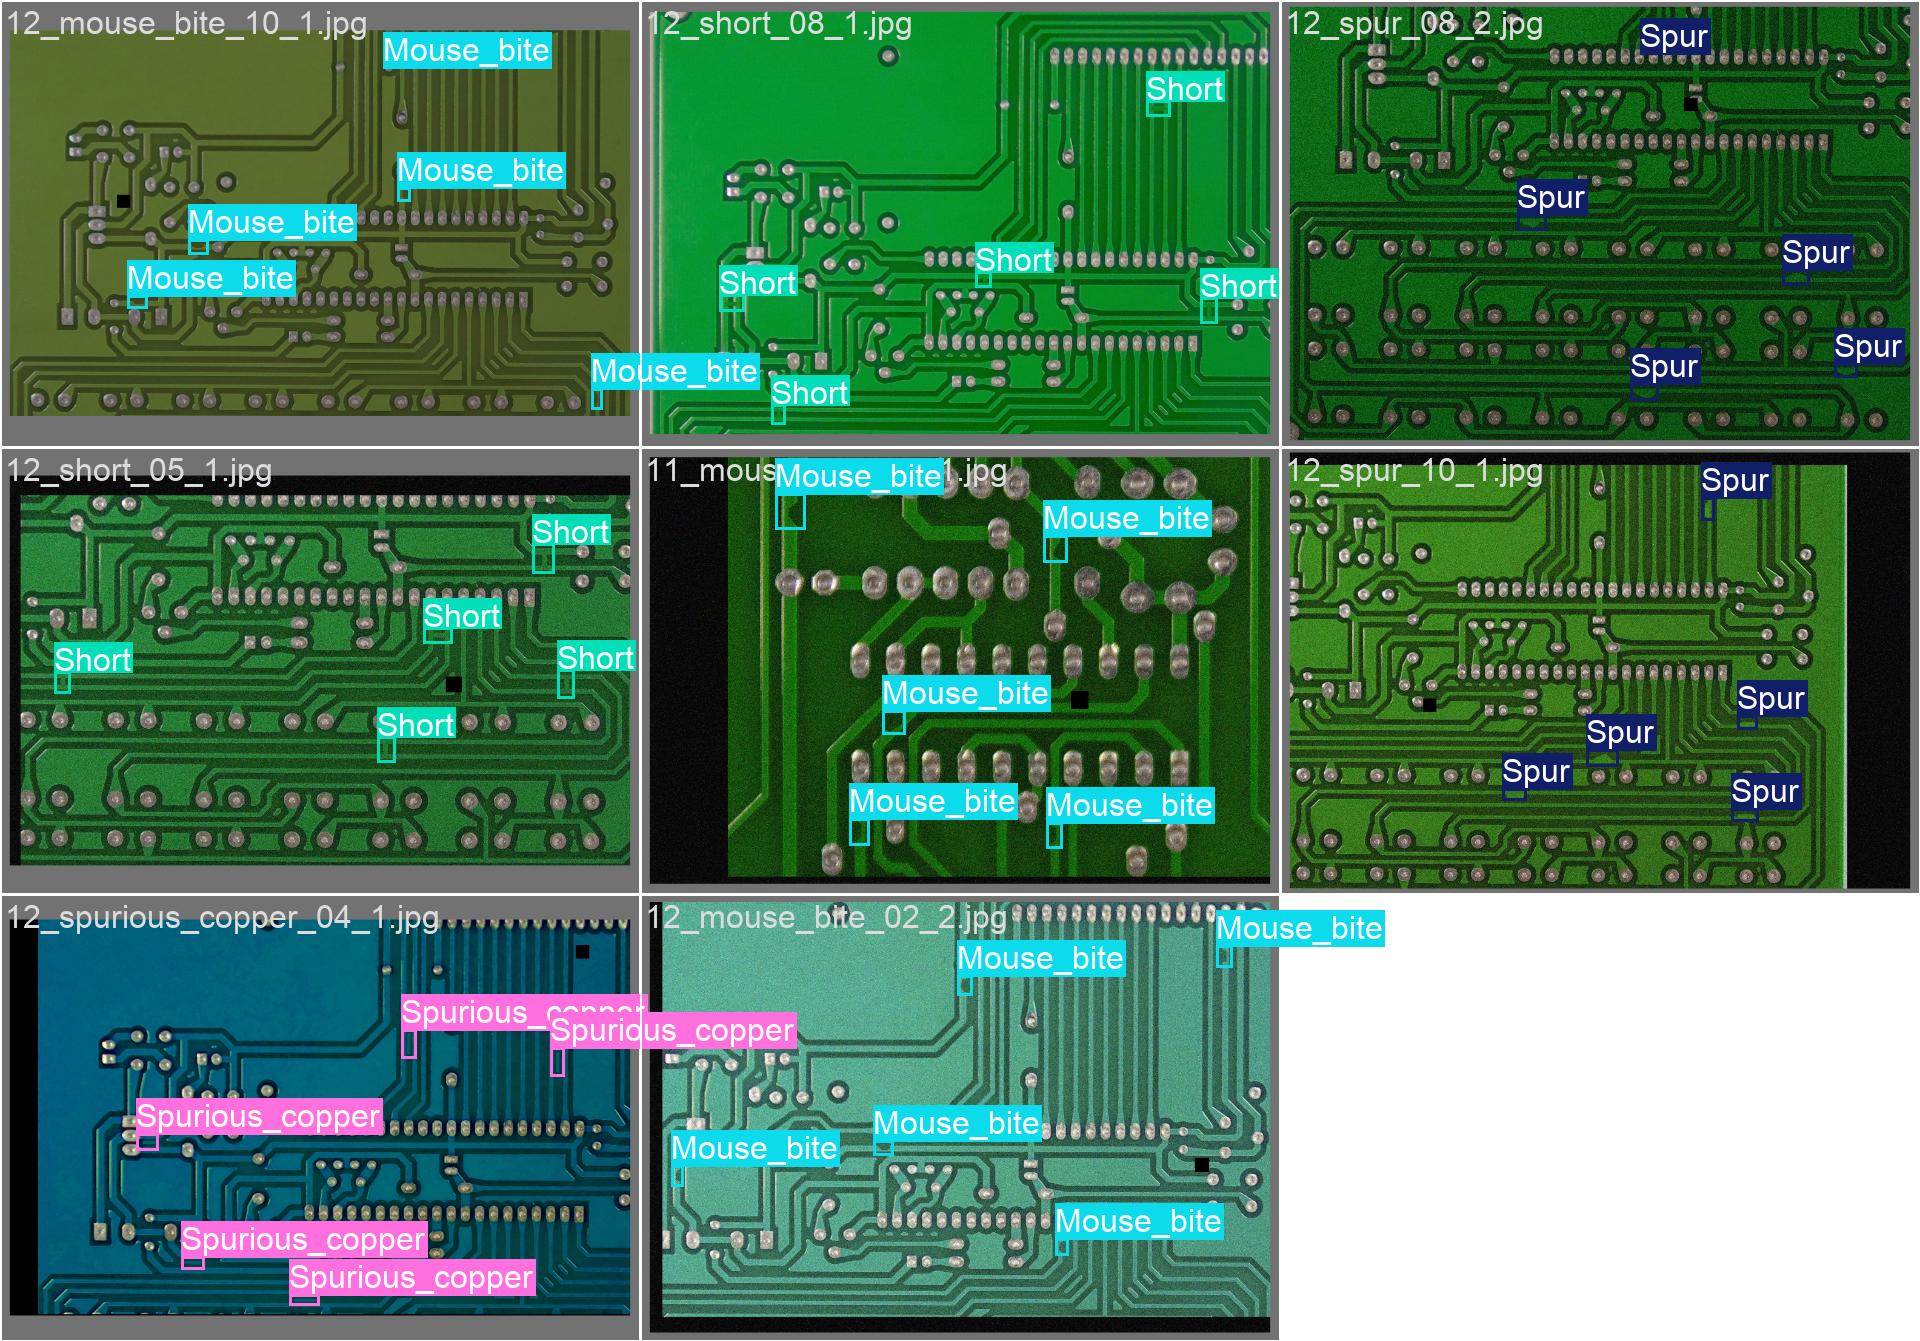 12_mouse_bite_10_1.jpg
Mouse_bite
Mouse_bite
Mouse_bite
Mouse_bite
Mouse_bite
12_short_08_1.jpg
Short
Short
Short
Short
Short
12_spur_08_2.jpg
Spur
Spur
Spur
Spur
Spur
12_short_05_1.jpg
Short
Short
Short
Short
Short
11_mous
1.jpg
Mouse_bite
Mouse_bite
Mouse_bite
Mouse_bite
Mouse_bite
12_spur_10_1.jpg
Spur
Spur
Spur
Spur
Spur
12_spurious_copper_04_1.jpg
Spurious_copper
Spurious_copper
Spurious_copper
Spurious_copper
Spurious_copper
12_mouse_bite_02_2.jpg
Mouse_bite
Mouse_bite
Mouse_bite
Mouse_bite
Mouse_bite